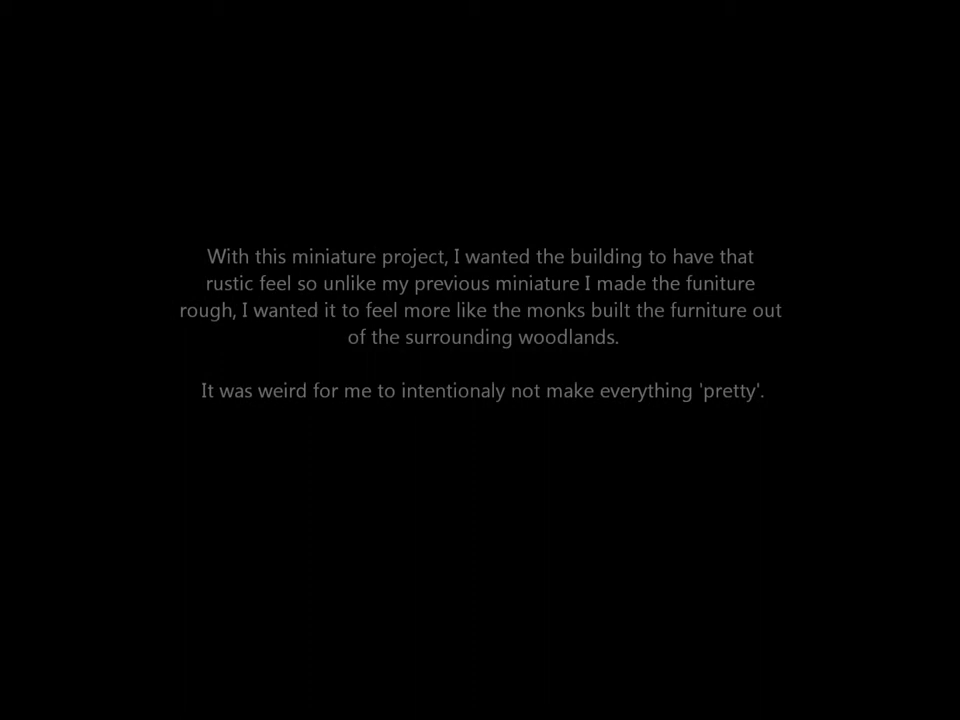 With this miniature project, I wanted the building to have that
rustic feel so unlike my previous miniature I made the funiture
rough, I wanted it to feel more like the monks built the furniture out
of the surrounding woodlands.
It was weird for me to intentionaly not make everything 'pretty'.